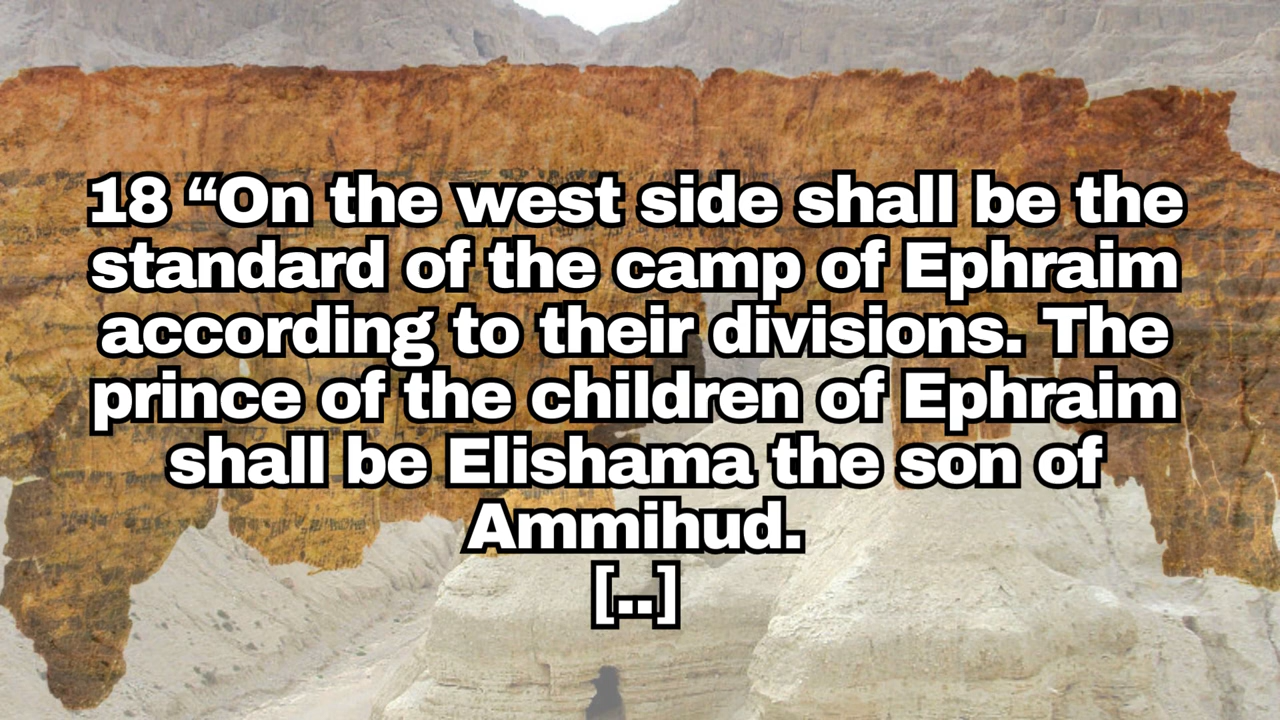 18 “On the west side shall be the
standard of the camp of Ephraim
according to their divisions. The
prince of the children of Ephraim
shall be Elishama the son of
Ammihud.
[..]